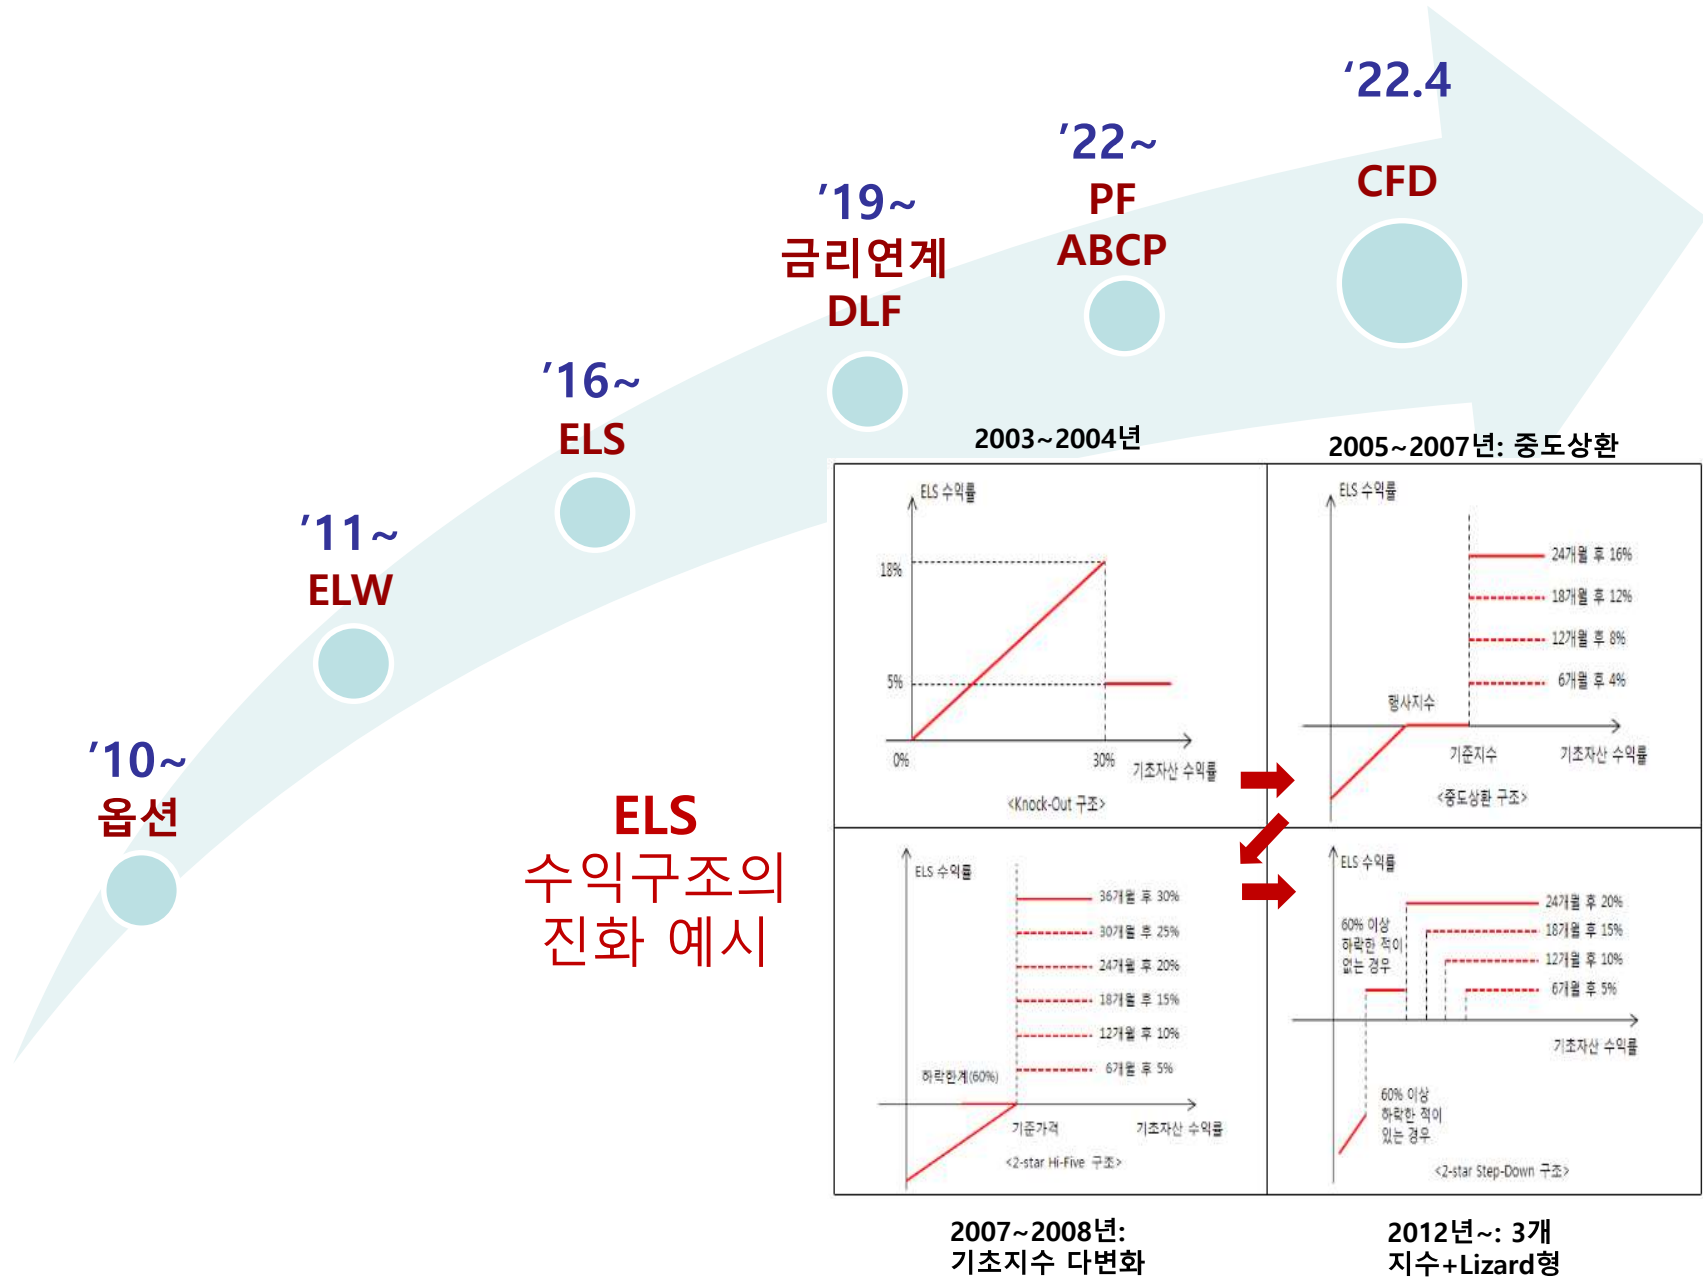 ‘22.4
CFD
’22~
PF
ABCP
’19~
금리연계
DLF
’16~
ELS
’11~
ELW
’10~
옵션
ELS
수익구조의
진화 예시
2003~2004년
ELS 수익률
18%
5%
0%
30%
기초자산 수익률
<Knock-Out 구조>
2005~2007년: 중도상환
ELS 수익률
24개월 후 16%
18개월 후 12%
12개월 후 8%
6개월 후 4%
행사지수
기준지수
기초자산 수익률
<중도상환 구조>
ELS 수익률
36개월 후 30%
30개월 후 25%
24개월 후 20%
18개월 후 15%
12개월 후 10%
6개월 후 5%
하락한계(60%)
기준가격
기초자산 수익률
<2-star Hi-Five 구조>
2007~2008년:
기초지수 다변화
ELS 수익률
24개월 후 20%
18개월 후 15%
12개월 후 10%
6개월 후 5%
60% 이상
하락한 적이
없는 경우
기초자산 수익률
60% 이상
하락한 적이
있는 경우
<2-star Step-Down 구조>
2012년~: 3개
지수+Lizard형